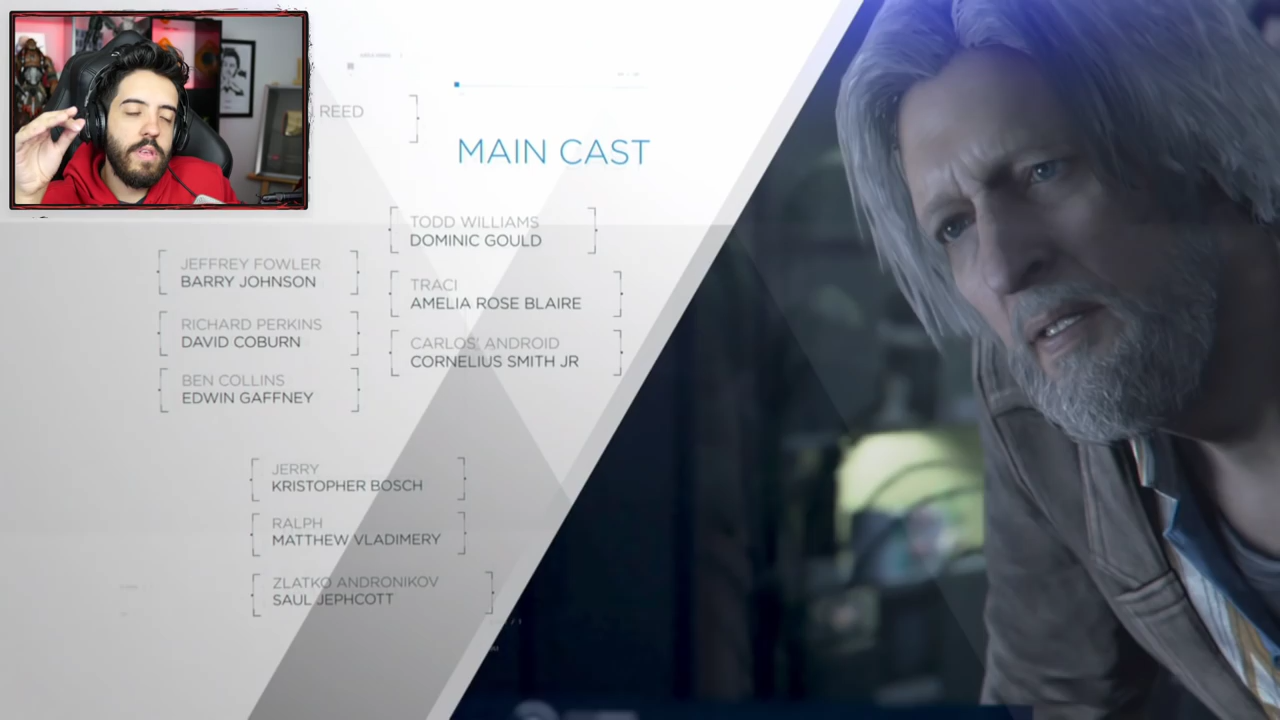 REED
MAIN CAST
TODD WILLIAMS
DOMINIC GOULD
JEFFREY FOWLER
BARRY JOHNSON
TRACI
AMELIA ROSE BLAIRE
RICHARD PERKINS
DAVID COBURN
CARLOS' ANDROID
CORNELIUS SMITH JR
BEN COLLINS
EDWIN GAFFNEY
JERRY
KRISTOPHER BOSCH
RALPH
MATTHEW VLADIMERY
ZLATKO ANDRONIKOV
SAUL JEPHCOTT